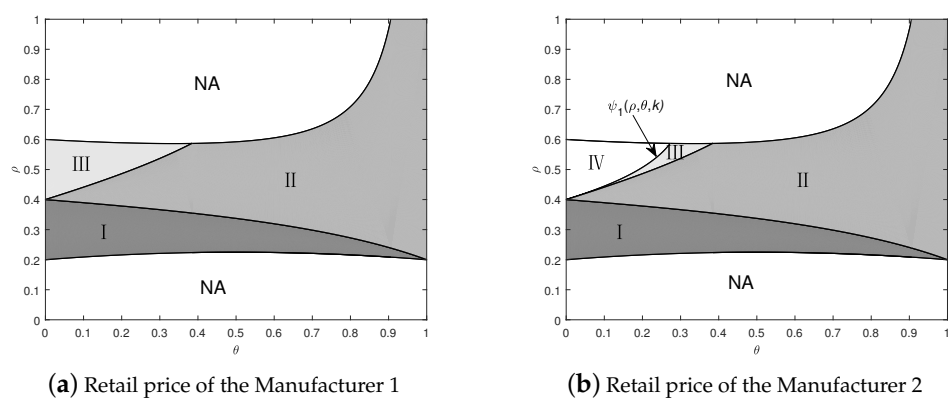 1
0.9
0.8
0.7
0.6
0.5
0.4
0.3
0.2
0.1
0
ρ
NA
III
II
I
NA
0 0.1 0.2 0.3 0.4 0.5 0.6 0.7 0.8 0.9 1
θ
(a) Retail price of the Manufacturer 1
1
0.9
0.8
0.7
0.6
0.5
0.4
0.3
0.2
0.1
0
ρ
NA
ψ₁(ρ,θ,k)
IV
III
II
I
NA
0 0.1 0.2 0.3 0.4 0.5 0.6 0.7 0.8 0.9 1
θ
(b) Retail price of the Manufacturer 2